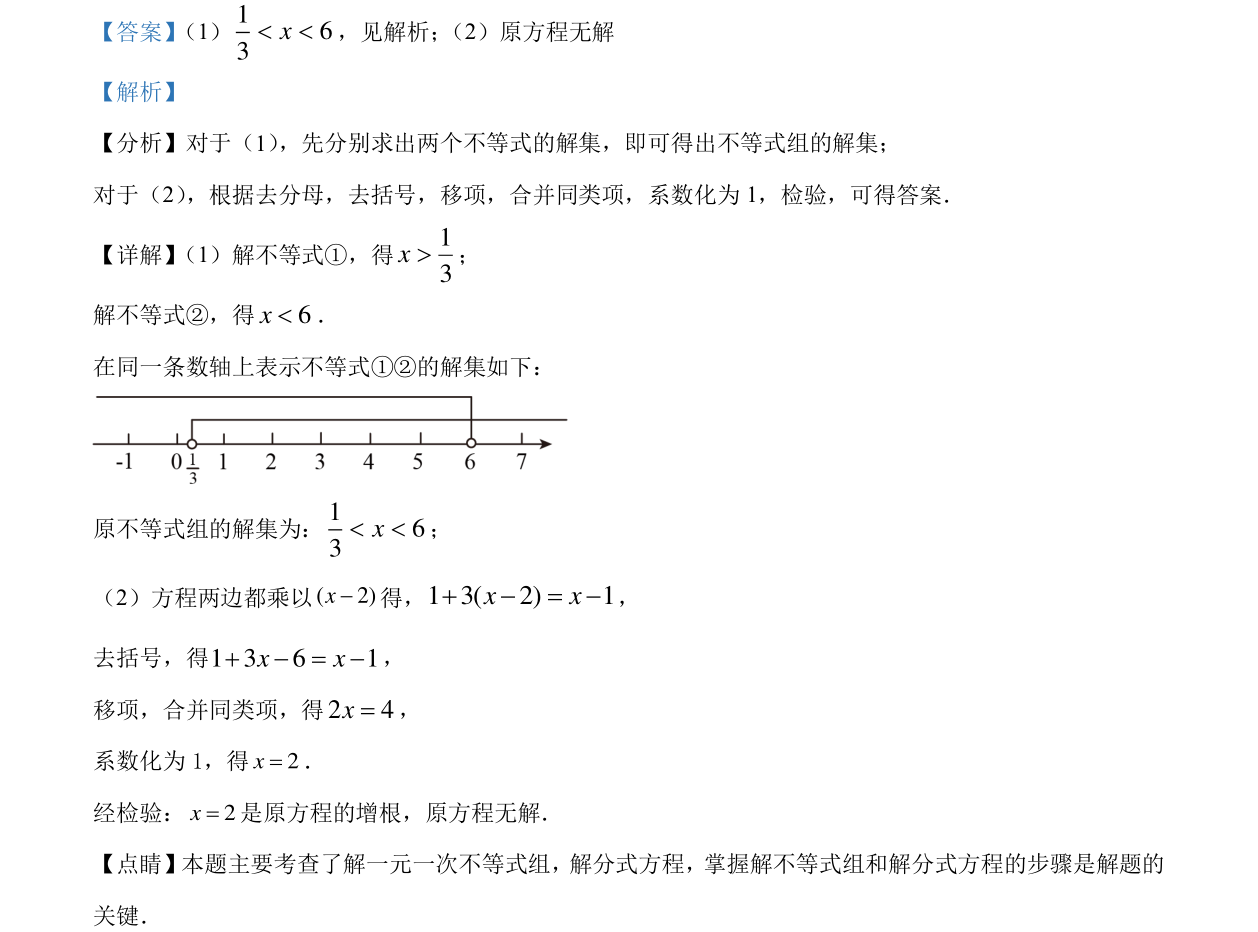 【答案】（1）1/3 < x < 6，见解析；（2）原方程无解
【解析】
【分析】对于（1），先分别求出两个不等式的解集，即可得出不等式组的解集；
对于（2），根据去分母，去括号，移项，合并同类项，系数化为 1，检验，可得答案．
【详解】（1）解不等式①，得 x > 1/3；
解不等式②，得 x < 6．
在同一条数轴上表示不等式①②的解集如下：
-1 0 1/3 1 2 3 4 5 6 7
原不等式组的解集为：1/3 < x < 6；
（2）方程两边都乘以 (x − 2) 得，1+3(x−2) = x−1，
去括号，得1+3x−6 = x−1，
移项，合并同类项，得 2x = 4，
系数化为 1，得 x = 2．
经检验：x = 2 是原方程的增根，原方程无解．
【点睛】本题主要考查了解一元一次不等式组，解分式方程，掌握解不等式组和解分式方程的步骤是解题的
关键．